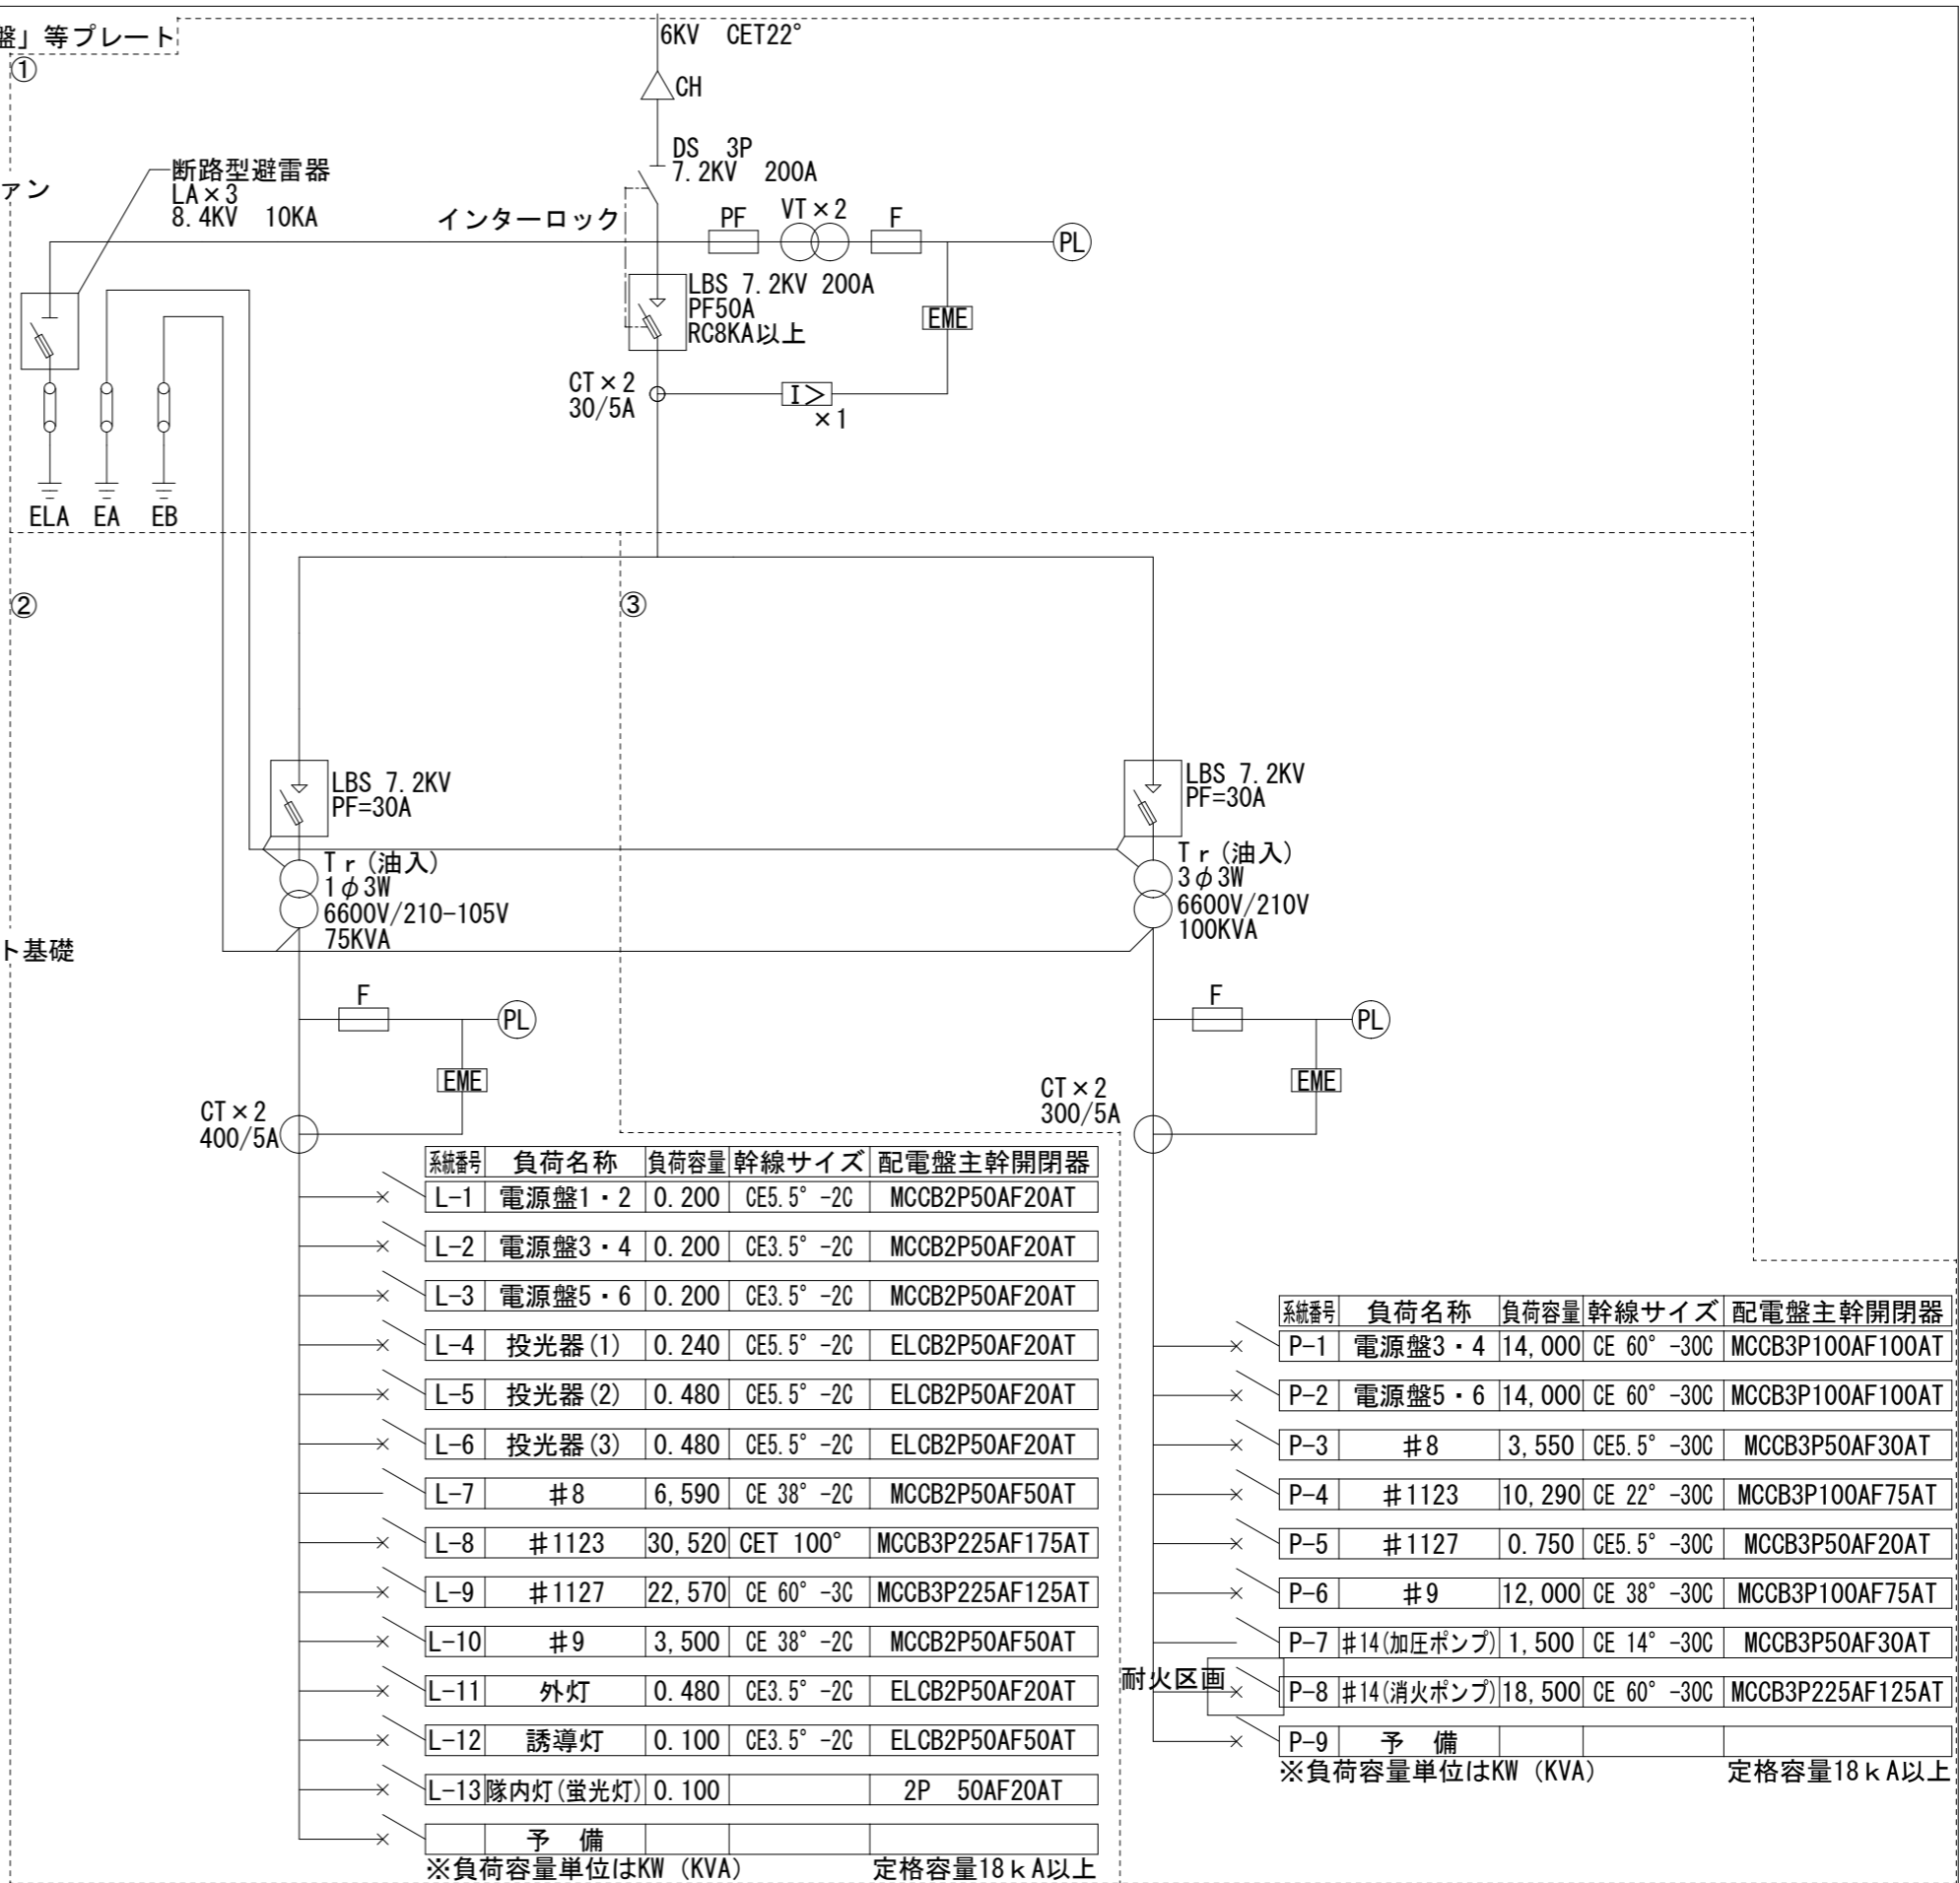 盤」等プレート
①
6KV CET22°
CH
DS 3P
7.2KV 200A
断路型避雷器
LA×3
8.4KV 10KA
ァン
インターロック
PF
VT×2
F
PL
LBS 7.2KV 200A
PF50A
RC8KA以上
EME
CT×2
30/5A
I>
×1
ELA EA EB
②
③
LBS 7.2KV
PF=30A
LBS 7.2KV
PF=30A
Tr(油入)
1φ3W
6600V/210-105V
75KVA
Tr(油入)
3φ3W
6600V/210V
100KVA
ト基礎
F
PL
EME
CT×2
400/5A
F
PL
EME
CT×2
300/5A
系統番号 負荷名称 負荷容量 幹線サイズ 配電盤主幹開閉器
L-1 電源盤1・2 0.200 CE5.5°-2C MCCB2P50AF20AT
L-2 電源盤3・4 0.200 CE3.5°-2C MCCB2P50AF20AT
L-3 電源盤5・6 0.200 CE3.5°-2C MCCB2P50AF20AT
L-4 投光器(1) 0.240 CE5.5°-2C ELCB2P50AF20AT
L-5 投光器(2) 0.480 CE5.5°-2C ELCB2P50AF20AT
L-6 投光器(3) 0.480 CE5.5°-2C ELCB2P50AF20AT
L-7 #8 6,590 CE 38°-2C MCCB2P50AF50AT
L-8 #1123 30,520 CET 100° MCCB3P225AF175AT
L-9 #1127 22,570 CE 60°-3C MCCB3P225AF125AT
L-10 #9 3,500 CE 38°-2C MCCB2P50AF50AT
L-11 外灯 0.480 CE3.5°-2C ELCB2P50AF20AT
L-12 誘導灯 0.100 CE3.5°-2C ELCB2P50AF50AT
L-13 隊内灯(蛍光灯) 0.100 2P 50AF20AT
予 備
※負荷容量単位はKW(KVA) 定格容量18kA以上
系統番号 負荷名称 負荷容量 幹線サイズ 配電盤主幹開閉器
P-1 電源盤3・4 14,000 CE 60°-30C MCCB3P100AF100AT
P-2 電源盤5・6 14,000 CE 60°-30C MCCB3P100AF100AT
P-3 #8 3,550 CE5.5°-30C MCCB3P50AF30AT
P-4 #1123 10,290 CE 22°-30C MCCB3P100AF75AT
P-5 #1127 0.750 CE5.5°-30C MCCB3P50AF20AT
P-6 #9 12,000 CE 38°-30C MCCB3P100AF75AT
P-7 #14(加圧ポンプ) 1,500 CE 14°-30C MCCB3P50AF30AT
耐火区画
P-8 #14(消火ポンプ) 18,500 CE 60°-30C MCCB3P225AF125AT
P-9 予 備
※負荷容量単位はKW(KVA) 定格容量18kA以上